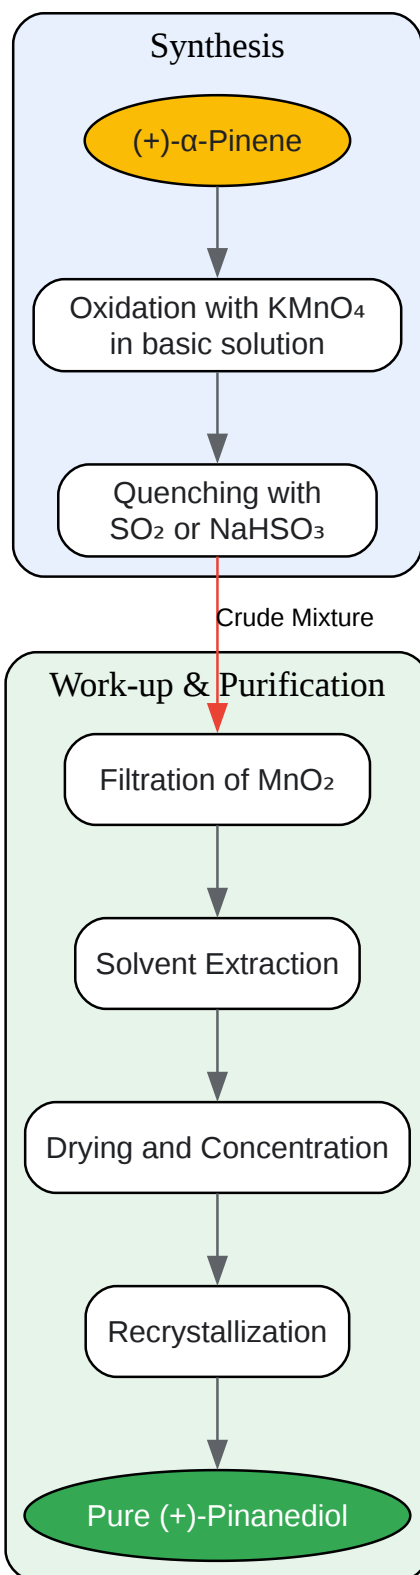 Synthesis
(+)-α-Pinene
Oxidation with KMnO₄
in basic solution
Quenching with
SO₂ or NaHSO₃
Crude Mixture
Work-up & Purification
Filtration of MnO₂
Solvent Extraction
Drying and Concentration
Recrystallization
Pure (+)-Pinanediol